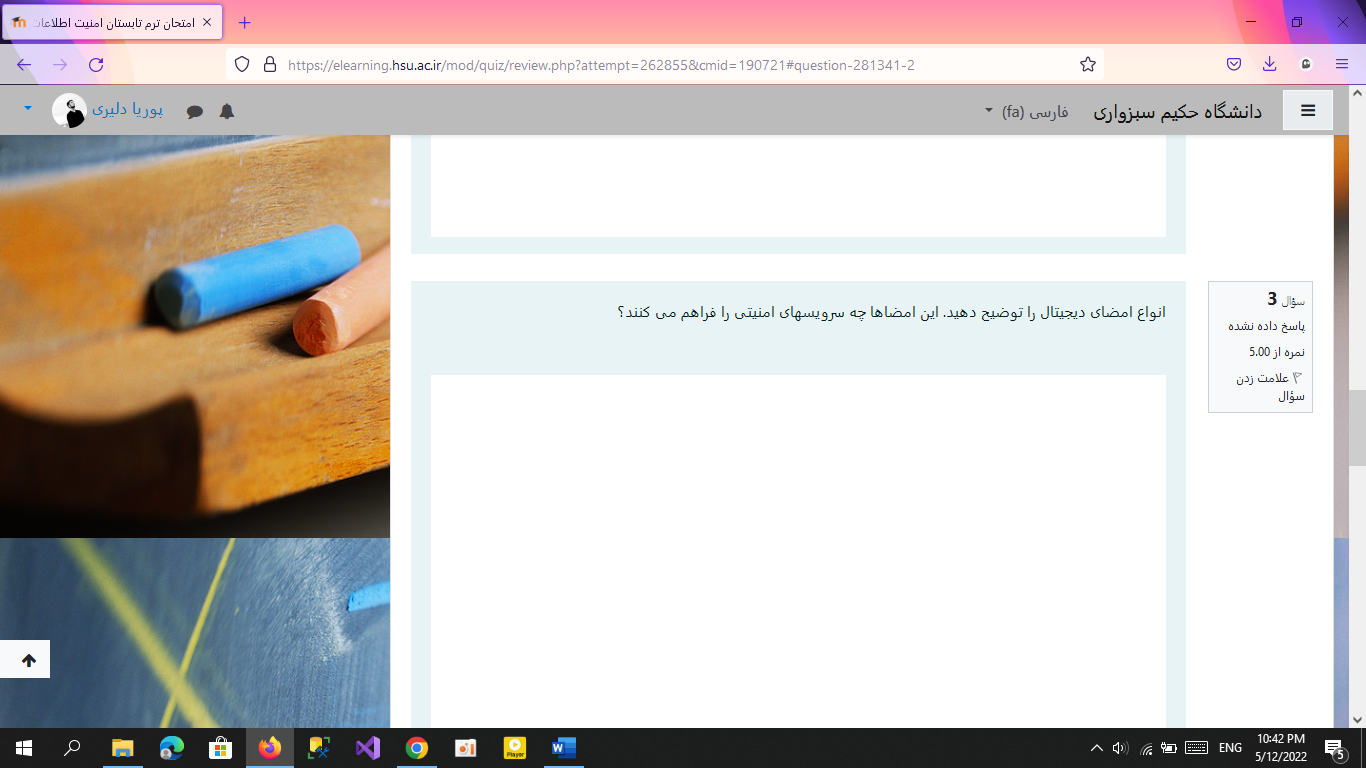 امتحان ترم تابستان امنیت اطلاعات
https://elearning.hsu.ac.ir/mod/quiz/review.php?attempt=262855&cmid=190721#question-281341-2
دانشگاه حکیم سبزواری
فارسی ‎(fa)‎
پوریا دلیری
سؤال 3
پاسخ داده نشده
نمره از 5.00
علامت زدن
سؤال
انواع امضای دیجیتال را توضیح دهید. این امضاها چه سرویسهای امنیتی را فراهم می کنند؟
Player
W
ENG
10:42 PM
5/12/2022
5